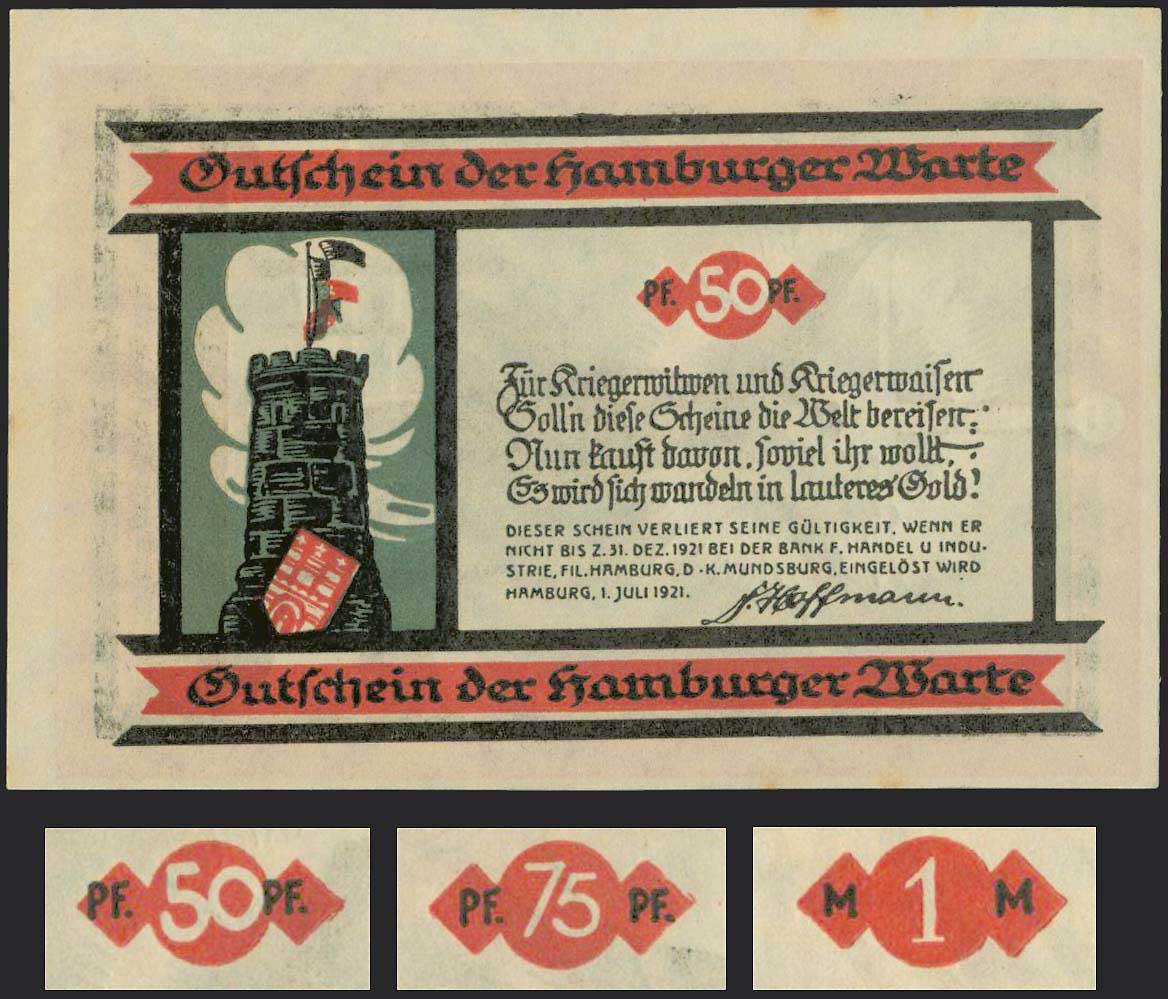 Gutschein der Hamburger Warte
PF. 50 PF.
Für Kriegerwitwen und Kriegerwaisen
Soll'n diese Scheine die Welt bereisen:
Nun kauft davon, soviel ihr wollt,
Es wird sich wandeln in lauteres Gold!
DIESER SCHEIN VERLIERT SEINE GÜLTIGKEIT, WENN ER
NICHT BIS Z. 31. DEZ. 1921 BEI DER BANK F. HANDEL U INDU-
STRIE, FIL. HAMBURG, D.-K. MUNDSBURG, EINGELÖST WIRD
HAMBURG, 1. JULI 1921.
F. Hoffmann.
Gutschein der Hamburger Warte
PF. 50 PF.
PF. 75 PF.
M 1 M